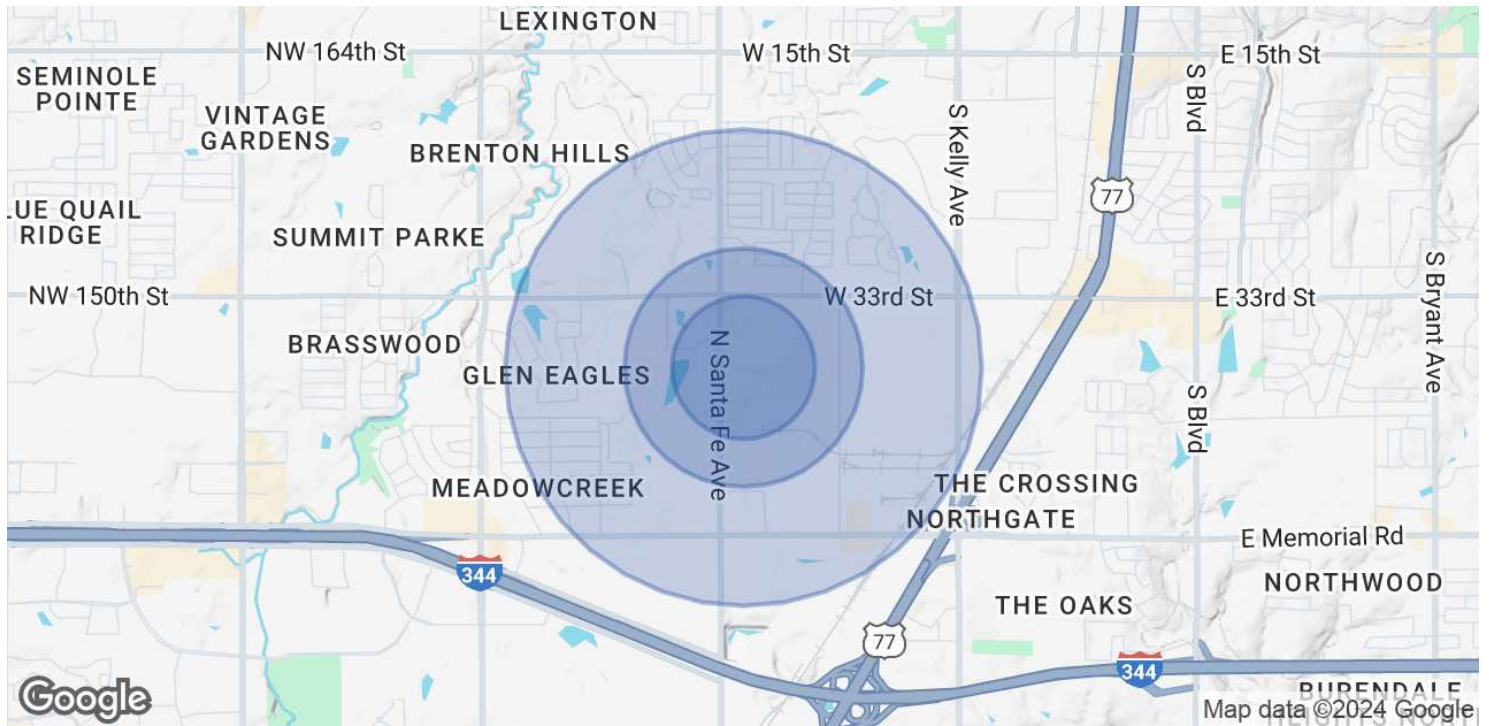 LEXINGTON
NW 164th St
W 15th St
E 15th St
SEMINOLE
POINTE
VINTAGE
GARDENS
S Blvd
S Kelly Ave
BRENTON HILLS
77
LUE QUAIL
RIDGE
SUMMIT PARKE
S Bryant Ave
NW 150th St
W 33rd St
E 33rd St
BRASSWOOD
N Santa Fe Ave
GLEN EAGLES
S Blvd
MEADOWCREEK
THE CROSSING
NORTHGATE
E Memorial Rd
344
NORTHWOOD
THE OAKS
77
344
Google
BURENDALE
Map data ©2024 Google